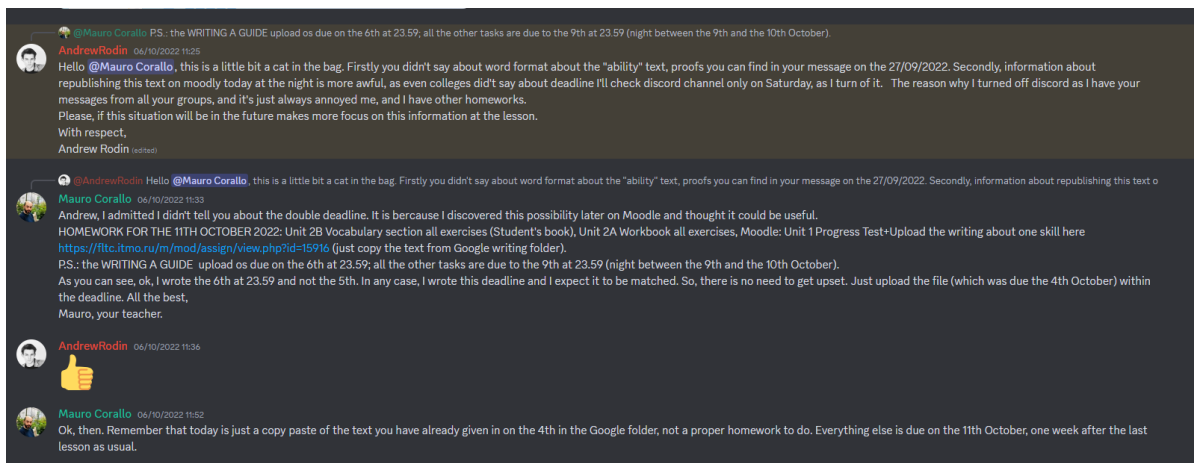 @Mauro Corallo P.S.: the WRITING A GUIDE upload os due on the 6th at 23.59; all the other tasks are due to the 9th at 23.59 (night between the 9th and the 10th October).
AndrewRodin 06/10/2022 11:25
Hello @Mauro Corallo, this is a little bit a cat in the bag. Firstly you didn't say about word format about the "ability" text, proofs you can find in your message on the 27/09/2022. Secondly, information about
republishing this text on moodly today at the night is more awful, as even colleges did't say about deadline I'll check discord channel only on Saturday, as I turn of it. The reason why I turned off discord as I have your
messages from all your groups, and it's just always annoyed me, and I have other homeworks.
Please, if this situation will be in the future makes more focus on this information at the lesson.
With respect,
Andrew Rodin (edited)
@AndrewRodin Hello @Mauro Corallo, this is a little bit a cat in the bag. Firstly you didn't say about word format about the "ability" text, proofs you can find in your message on the 27/09/2022. Secondly, information about republishing this text o
Mauro Corallo 06/10/2022 11:33
Andrew, I admitted I didn't tell you about the double deadline. It is bercause I discovered this possibility later on Moodle and thought it could be useful.
HOMEWORK FOR THE 11TH OCTOBER 2022: Unit 2B Vocabulary section all exercises (Student's book), Unit 2A Workbook all exercises, Moodle: Unit 1 Progress Test+Upload the writing about one skill here
https://fltc.itmo.ru/m/mod/assign/view.php?id=15916 (just copy the text from Google writing folder).
P.S.: the WRITING A GUIDE upload os due on the 6th at 23.59; all the other tasks are due to the 9th at 23.59 (night between the 9th and the 10th October).
As you can see, ok, I wrote the 6th at 23.59 and not the 5th. In any case, I wrote this deadline and I expect it to be matched. So, there is no need to get upset. Just upload the file (which was due the 4th October) within
the deadline. All the best,
Mauro, your teacher.
AndrewRodin 06/10/2022 11:36
Mauro Corallo 06/10/2022 11:52
Ok, then. Remember that today is just a copy paste of the text you have already given in on the 4th in the Google folder, not a proper homework to do. Everything else is due on the 11th October, one week after the last
lesson as usual.